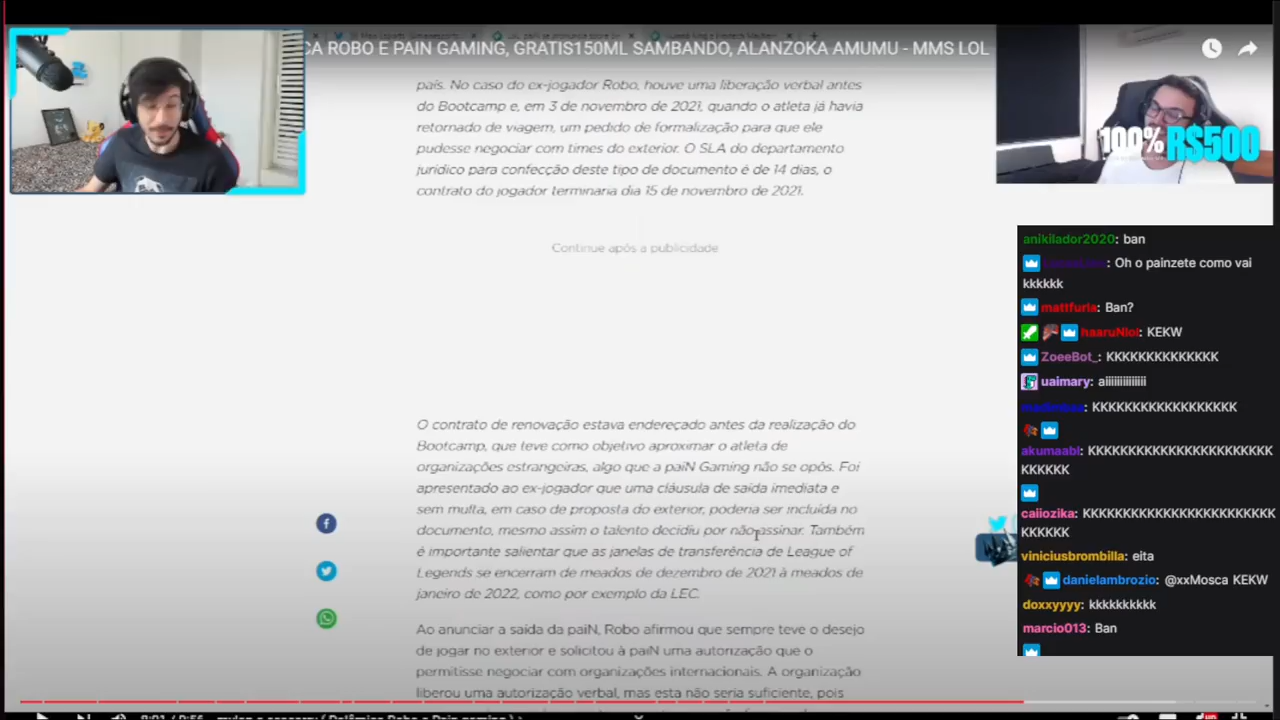 ÇA ROBO E PAIN GAMING, GRATIS150ML SAMBANDO, ALANZOKA AMUMU - MMS LOL
100% R$500
país. No caso do ex-jogador Robo, houve uma liberação verbal antes
do Bootcamp e, em 3 de novembro de 2021, quando o atleta já havia
retornado de viagem, um pedido de formalização para que ele
pudesse negociar com times do exterior. O SLA do departamento
jurídico para confecção deste tipo de documento é de 14 dias, o
contrato do jogador terminaria dia 15 de novembro de 2021.
Continue após a publicidade
O contrato de renovação estava endereçado antes da realização do
Bootcamp, que teve como objetivo aproximar o atleta de
organizações estrangeiras, algo que a paiN Gaming não se opôs. Foi
apresentado ao ex-jogador que uma cláusula de saída imediata e
sem multa, em caso de proposta do exterior, poderia ser incluída no
documento, mesmo assim o talento decidiu por não assinar. Também
é importante salientar que as janelas de transferência de League of
Legends se encerram de meados de dezembro de 2021 à meados de
janeiro de 2022, como por exemplo da LEC.
Ao anunciar a saída da paiN, Robo afirmou que sempre teve o desejo
de jogar no exterior e solicitou à paiN uma autorização que o
permitisse negociar com organizações internacionais. A organização
liberou uma autorização verbal, mas esta não seria suficiente, pois
anikilador2020: ban
: Oh o painzete como vai
kkkkkk
mattfurla: Ban?
haaruNloi: KEKW
ZoeeBot_: KKKKKKKKKKKKKK
uaimary: aiiiiiiiiiiiiii
: KKKKKKKKKKKKKKKKKK
akumaabl: KKKKKKKKKKKKKKKKKKKKKKK
KKKKKK
caiiozika: KKKKKKKKKKKKKKKKKKKKKKKK
KKKKKK
viniciusbrombilla: eita
danielambrozio: @xxMosca KEKW
doxxyyyy: kkkkkkkkkk
marcio013: Ban